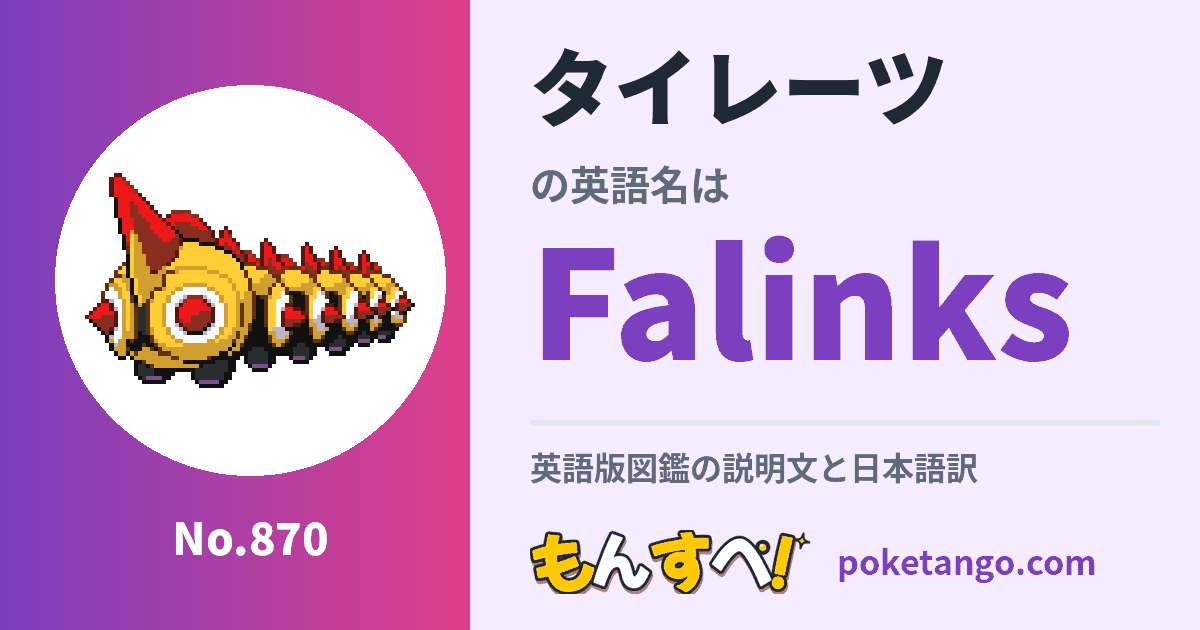 タイレーツ
の英語名は
Falinks
英語版図鑑の説明文と日本語訳
No.870
もんすぺ!
poketango.com